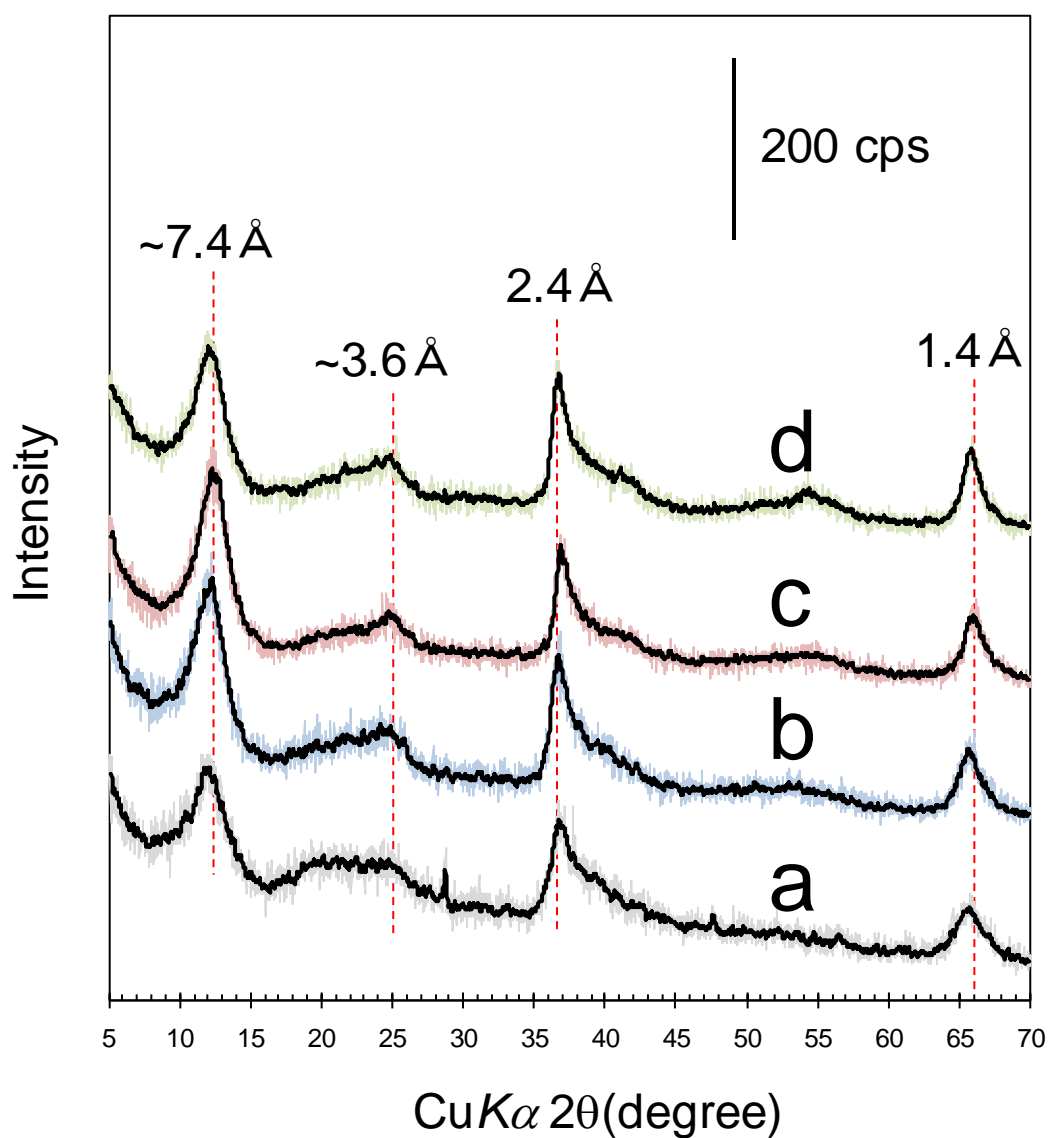 200 cps
~7.4 Å
2.4 Å
~3.6 Å
1.4 Å
d
c
b
a
Intensity
5 10 15 20 25 30 35 40 45 50 55 60 65 70
CuKα 2θ(degree)